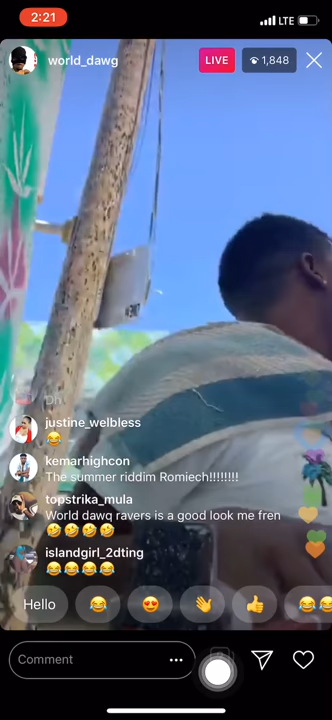 2:21
LTE
world_dawg
LIVE
1,848
justine_welbless
😂
kemarhighcon
The summer riddim Romiech!!!!!!!!
topstrika_mula
World dawg ravers is a good look me fren
🤣🤣🤣🤣
islandgirl_2dting
😂😂😂😂
Hello 😂 😍 👋 👍 😂😂
Comment